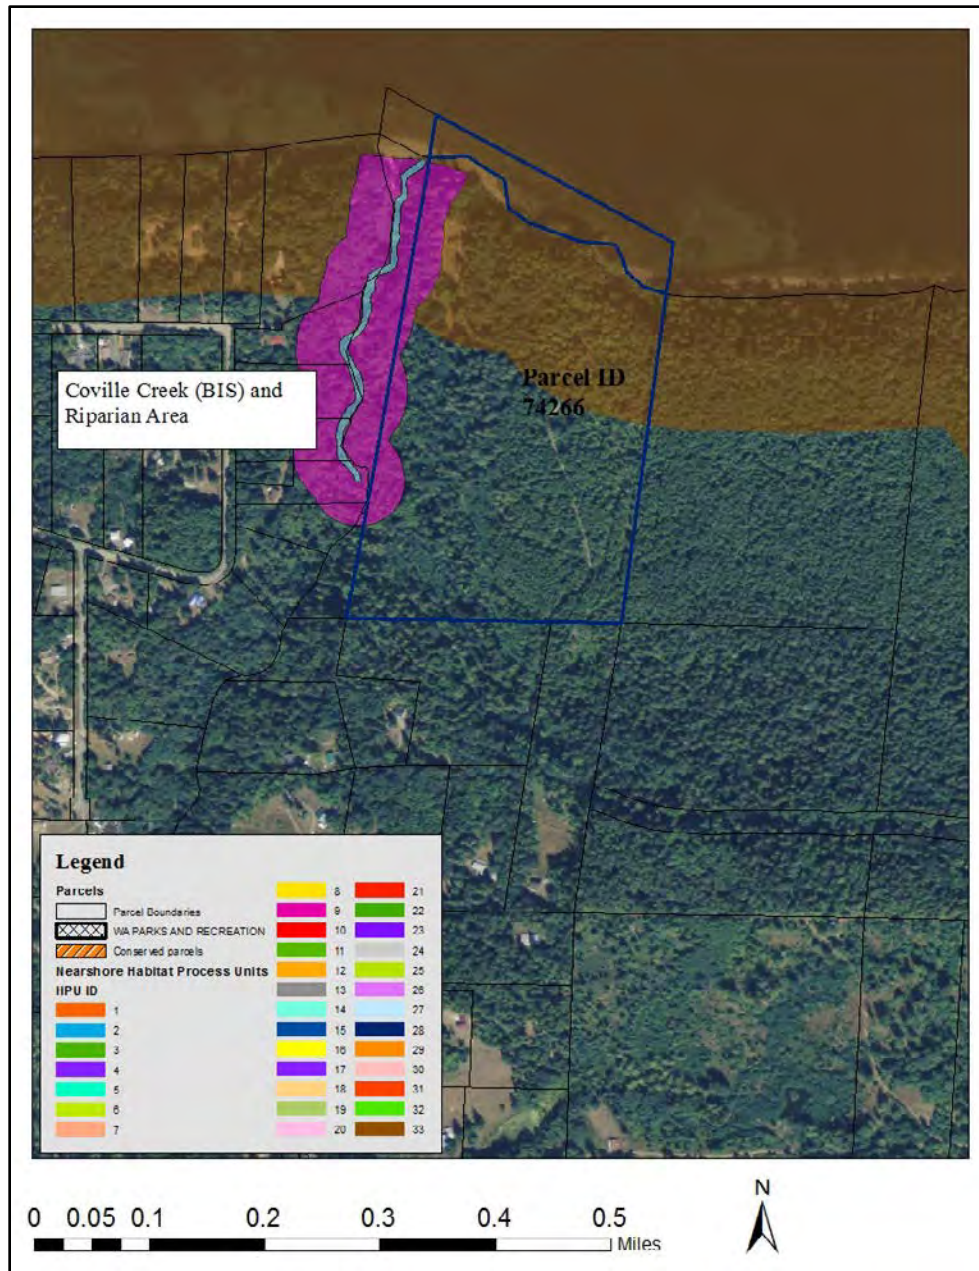 Parcel ID
74266
Coville Creek (BIS) and
Riparian Area
Legend
Parcels
Parcel Boundaries
WA PARKS AND RECREATION
Conserved parcels
Nearshore Habitat Process Units
HPU ID
1
2
3
4
5
6
7
8
9
10
11
12
13
14
15
16
17
18
19
20
21
22
23
24
25
26
27
28
29
30
31
32
33
N
0 0.05 0.1 0.2 0.3 0.4 0.5
Miles